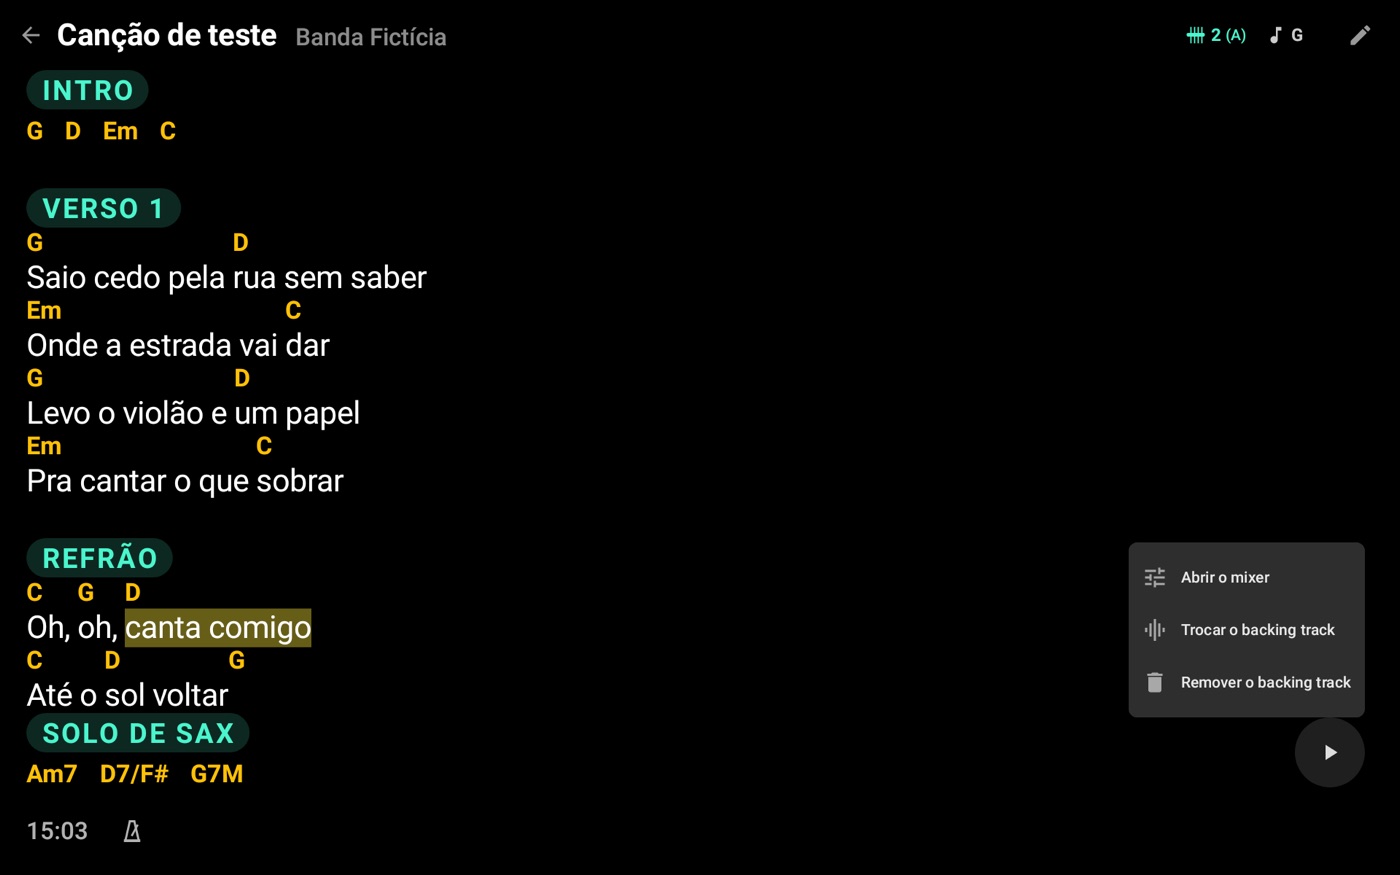 Canção de teste Banda Fictícia 2 (A) G
INTRO
G D Em C
VERSO 1
G D
Saio cedo pela rua sem saber
Em C
Onde a estrada vai dar
G D
Levo o violão e um papel
Em C
Pra cantar o que sobrar
REFRÃO
C G D
Oh, oh, canta comigo
C D G
Até o sol voltar
SOLO DE SAX
Am7 D7/F# G7M
Abrir o mixer
Trocar o backing track
Remover o backing track
15:03